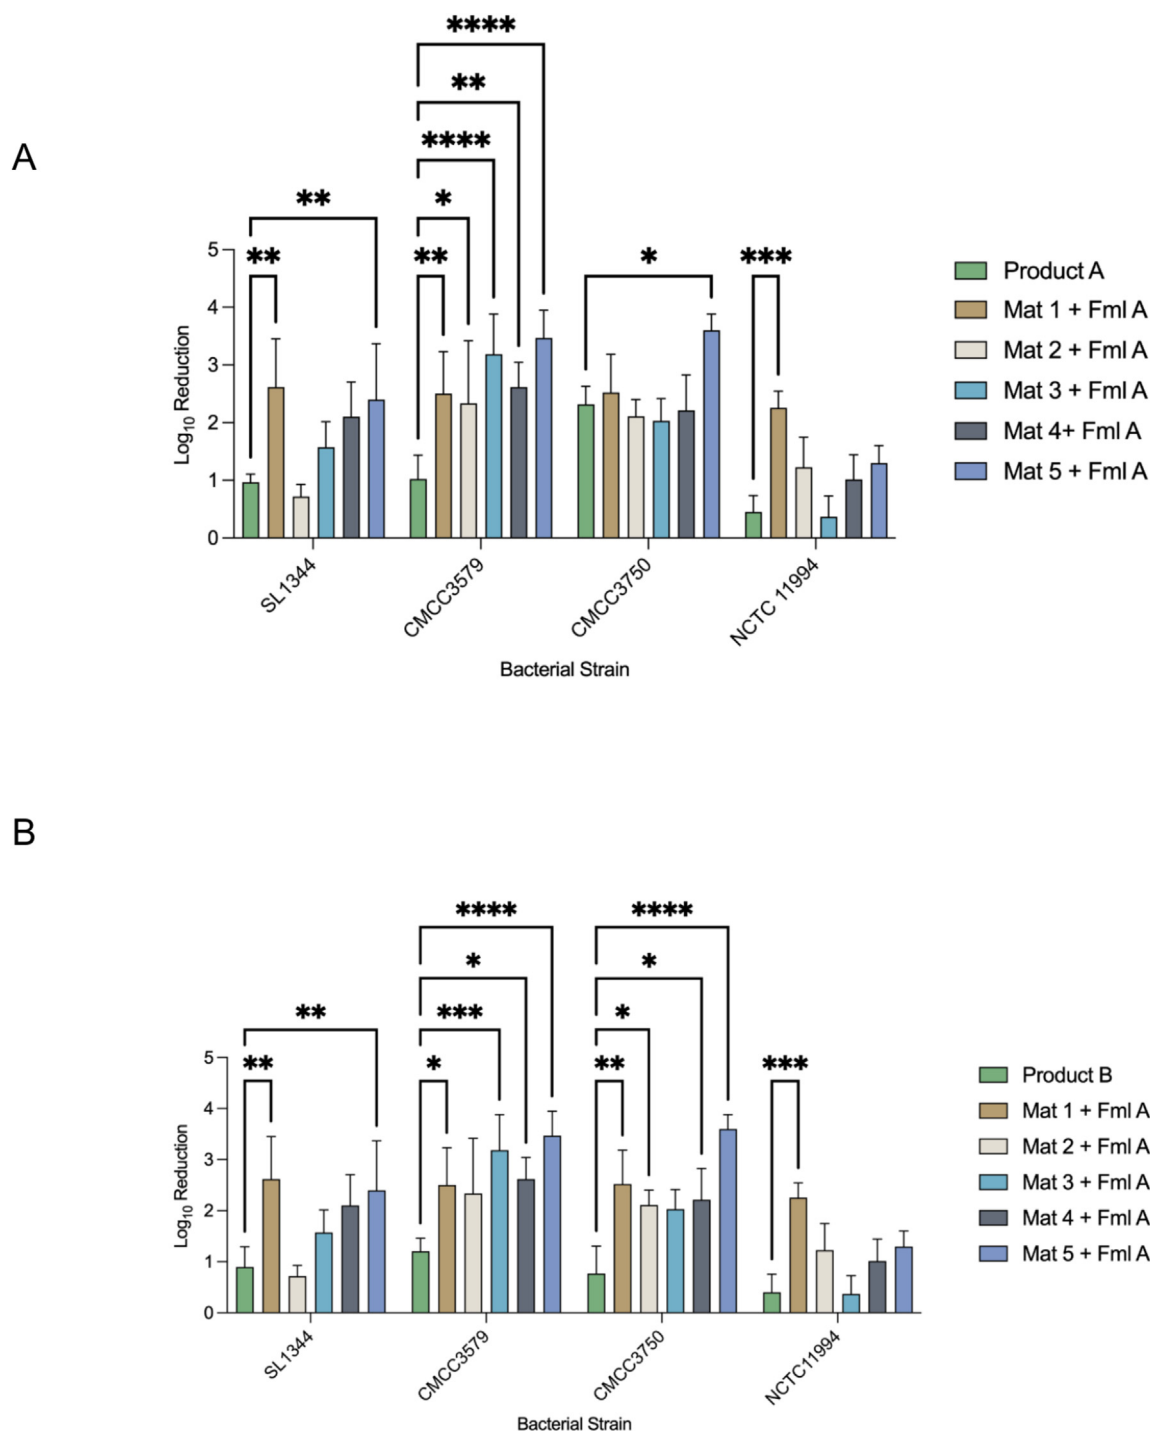 A
****
**
****
**
*
**
**
*
***
5
4
3
2
1
0
Log10 Reduction
SL1344
CMCC3579
CMCC3750
NCTC 11994
Bacterial Strain
Product A
Mat 1 + Fml A
Mat 2 + Fml A
Mat 3 + Fml A
Mat 4+ Fml A
Mat 5 + Fml A
B
****
****
*
*
**
***
*
**
*
**
***
5
4
3
2
1
0
Log10 Reduction
SL1344
CMCC3579
CMCC3750
NCTC11994
Bacterial Strain
Product B
Mat 1 + Fml A
Mat 2 + Fml A
Mat 3 + Fml A
Mat 4 + Fml A
Mat 5 + Fml A